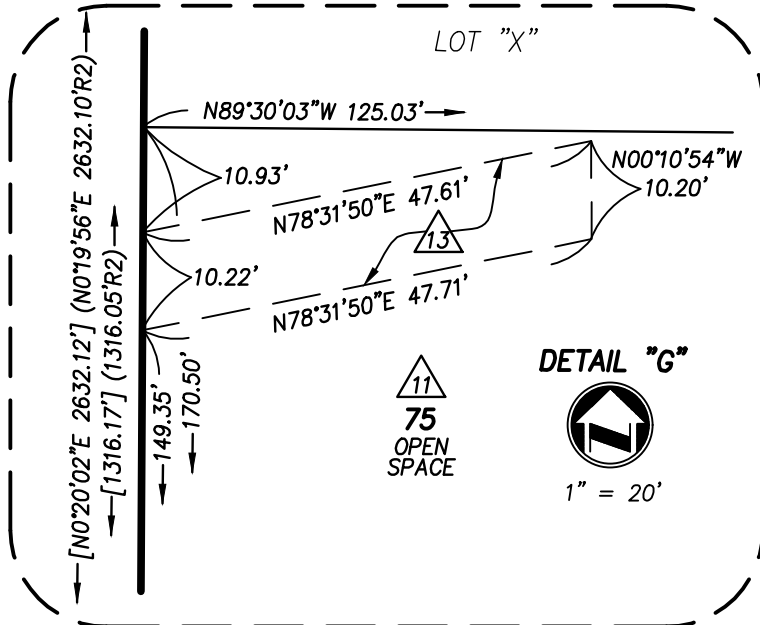 LOT "X"
N89°30'03"W 125.03'
10.93'
N00°10'54"W
10.20'
N78°31'50"E 47.61'
13
10.22'
N78°31'50"E 47.71'
[N0°20'02"E 2632.12'] (N0°19'56"E 2632.10'R2)
[1316.17'] (1316.05'R2)
149.35'
170.50'
11
75
OPEN
SPACE
DETAIL "G"
N
1" = 20'